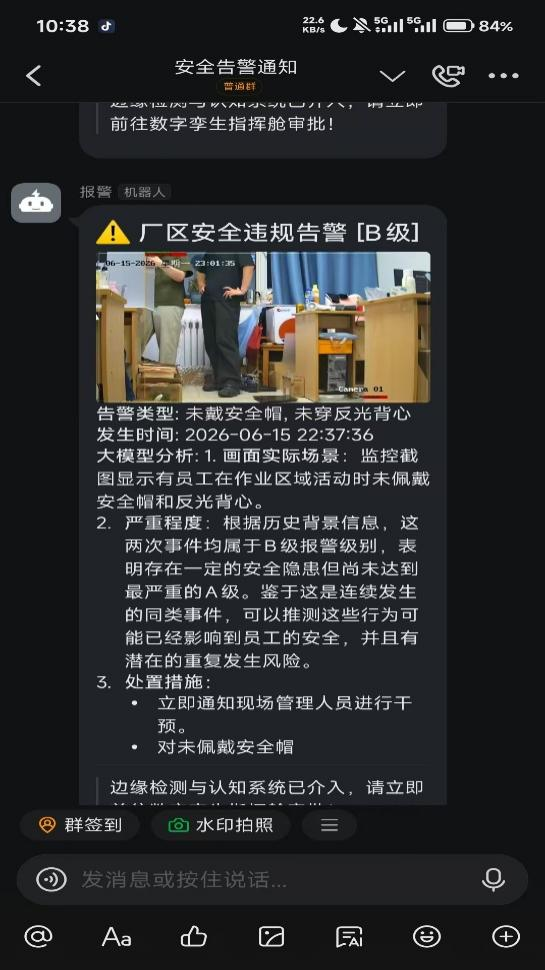 10:38
22.6 KB/s
5G
5G
84%
安全告警通知
普通群
边缘检测与认知系统已介入，请立即
前往数字孪生指挥舱审批！
报警 机器人
厂区安全违规告警 [B级]
06-15-2026 星期一 23:01:35
Camera 01
告警类型: 未戴安全帽, 未穿反光背心
发生时间: 2026-06-15 22:37:36
大模型分析: 1. 画面实际场景：监控截
图显示有员工在作业区域活动时未佩戴
安全帽和反光背心。
2. 严重程度：根据历史背景信息，这
两次事件均属于B级报警级别，表
明存在一定的安全隐患但尚未达到
最严重的A级。鉴于这是连续发生
的同类事件，可以推测这些行为可
能已经影响到员工的安全，并且有
潜在的重复发生风险。
3. 处置措施：
• 立即通知现场管理人员进行干
预。
• 对未佩戴安全帽
边缘检测与认知系统已介入，请立即
群签到
水印拍照
发消息或按住说话...
@
Aa
AI